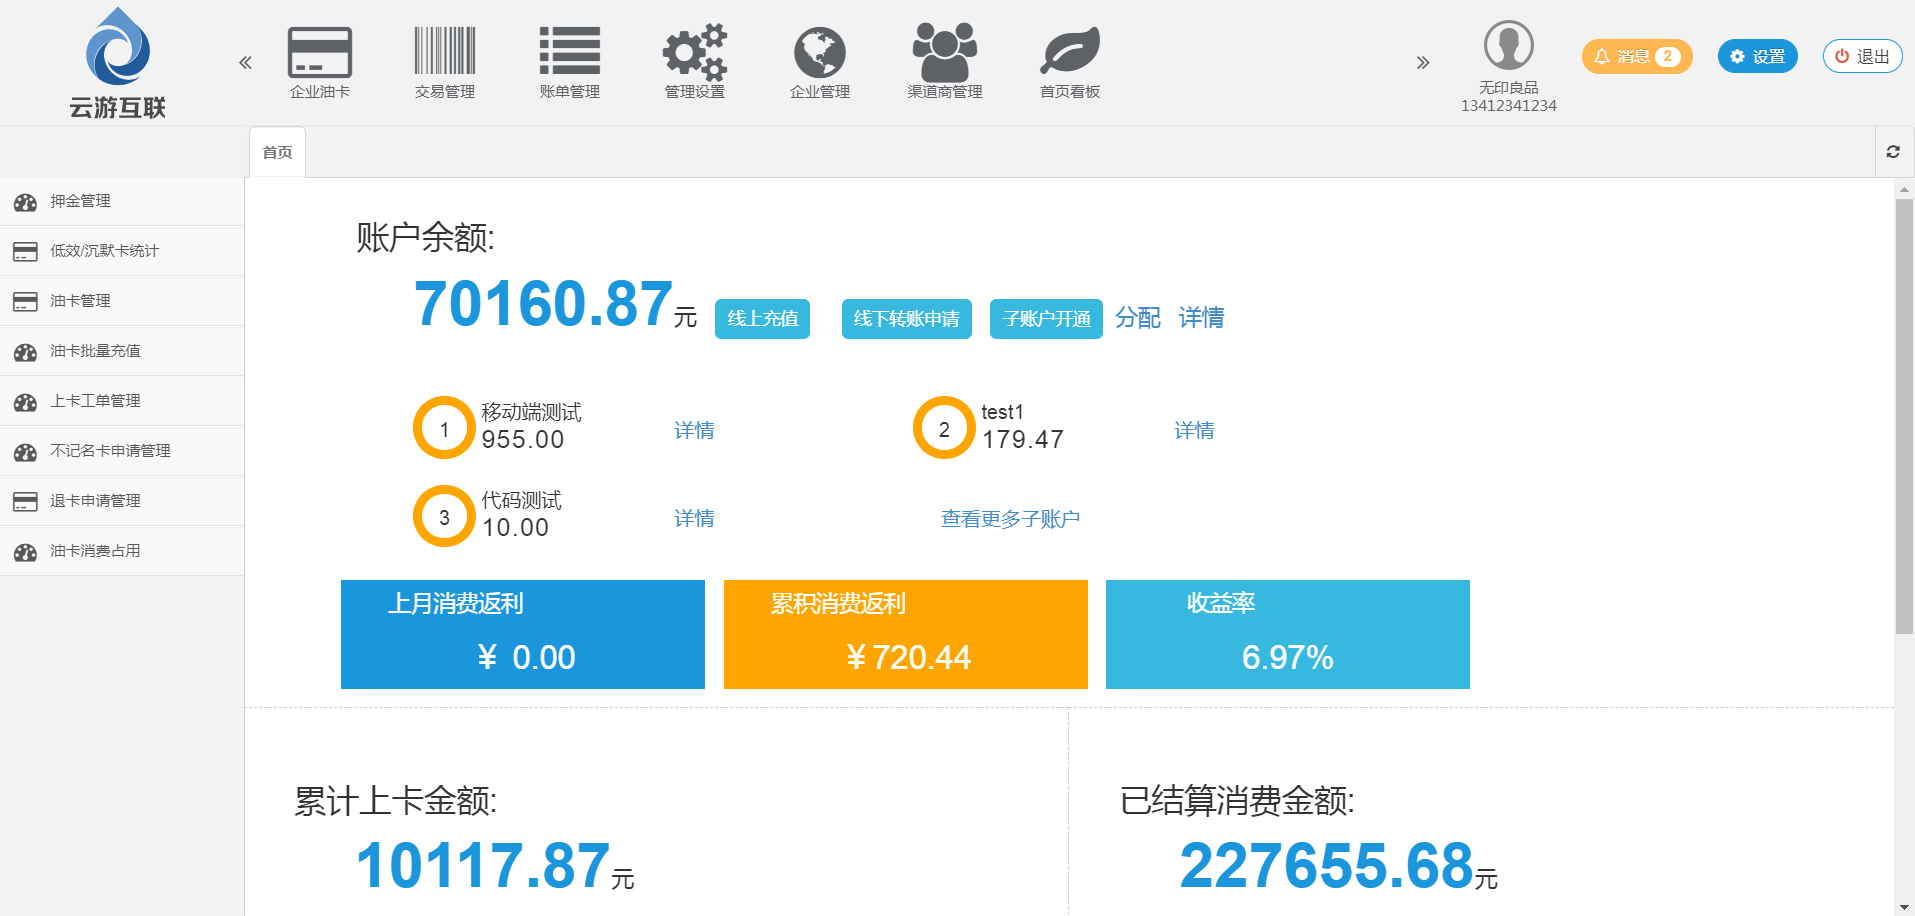 云游互联
企业油卡
交易管理
账单管理
管理设置
企业管理
渠道商管理
首页看板
无印良品
13412341234
消息 2
设置
退出
首页
押金管理
低效/沉默卡统计
油卡管理
油卡批量充值
上卡工单管理
不记名卡申请管理
退卡申请管理
油卡消费占用
账户余额:
70160.87元 线上充值 线下转账申请 子账户开通 分配 详情
1 移动端测试
955.00 详情
2 test1
179.47 详情
3 代码测试
10.00 详情
查看更多子账户
上月消费返利
¥ 0.00
累积消费返利
¥720.44
收益率
6.97%
累计上卡金额:
10117.87元
已结算消费金额:
227655.68元